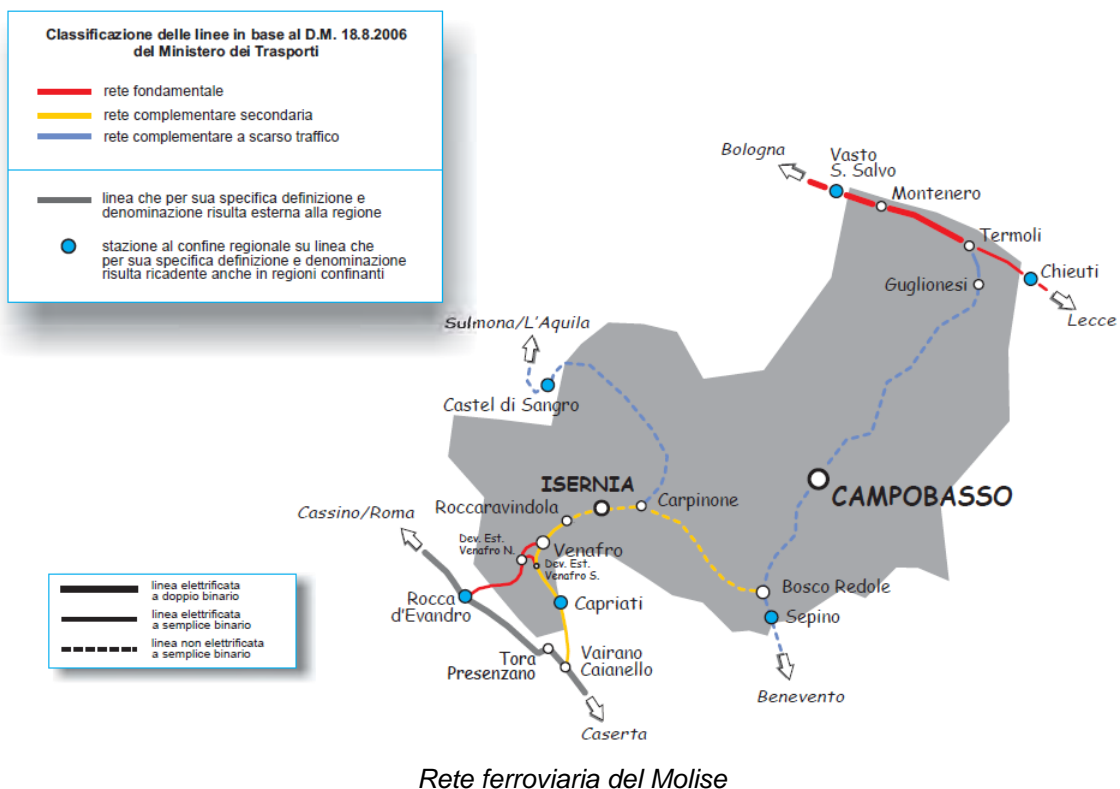 Classificazione delle linee in base al D.M. 18.8.2006
del Ministero dei Trasporti
rete fondamentale
rete complementare secondaria
rete complementare a scarso traffico
linea che per sua specifica definizione e
denominazione risulta esterna alla regione
stazione al confine regionale su linea che
per sua specifica definizione e denominazione
risulta ricadente anche in regioni confinanti
Bologna
Vasto
S. Salvo
Montenero
Termoli
Guglionesi
Chieuti
Lecce
Sulmona/L'Aquila
Castel di Sangro
ISERNIA
Carpinone
Roccaravindola
CAMPOBASSO
Cassino/Roma
Dev. Est.
Venafro N.
Venafro
Dev. Est.
Venafro S.
Rocca
d'Evandro
Capriati
Bosco Redole
Sepino
Tora
Presenzano
Vairano
Caianello
Benevento
Caserta
linea elettrificata
a doppio binario
linea elettrificata
a semplice binario
linea non elettrificata
a semplice binario
Rete ferroviaria del Molise